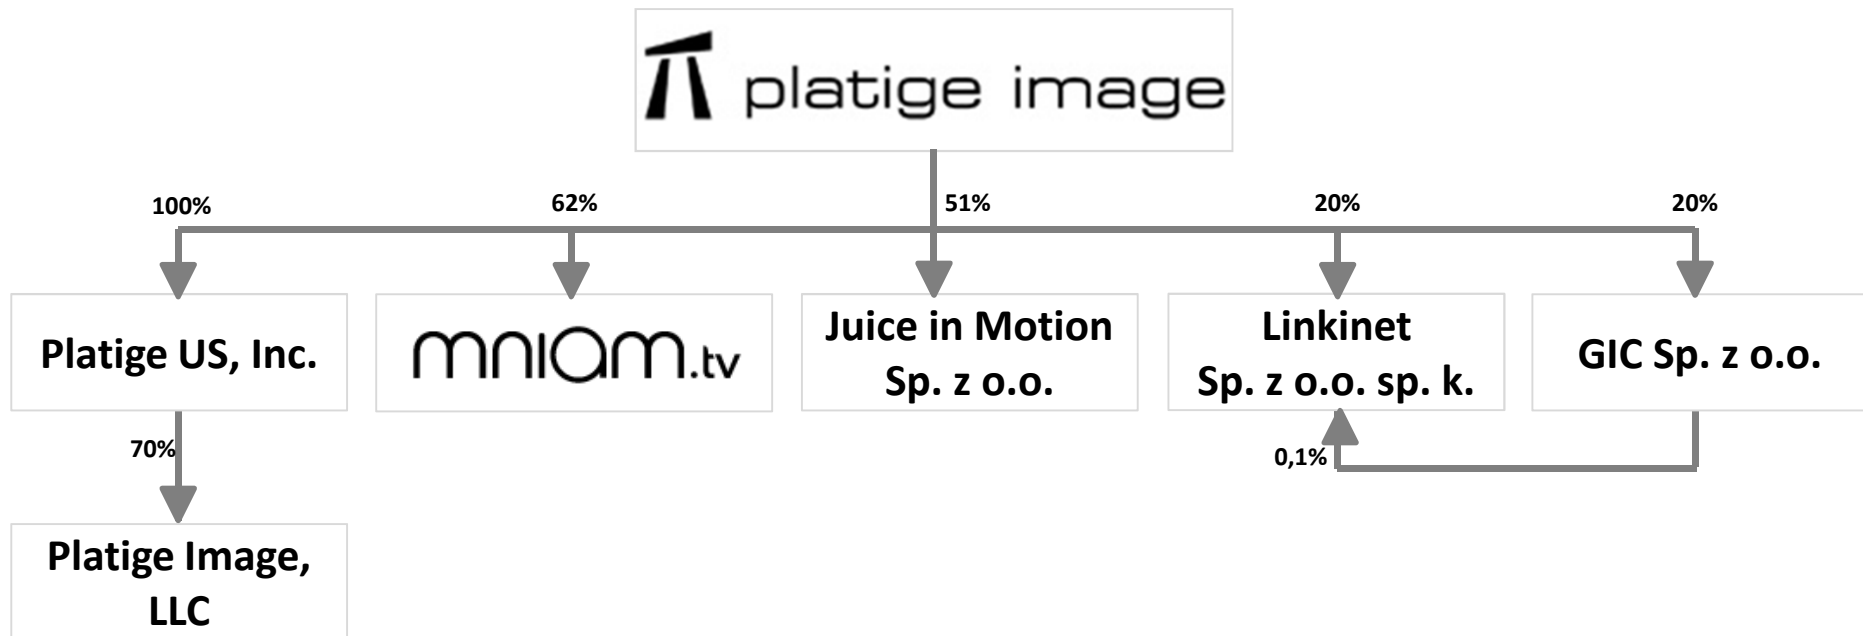 platige image
100%
62%
51%
20%
20%
Platige US, Inc.
mniam.tv
Juice in Motion
Sp. z o.o.
Linkinet
Sp. z o.o. sp. k.
GIC Sp. z o.o.
70%
0,1%
Platige Image,
LLC